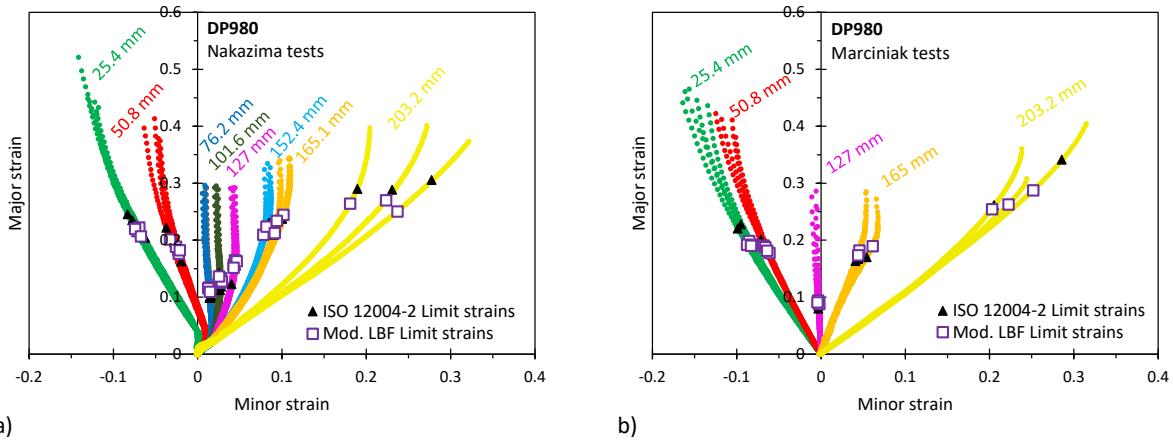 DP980
Nakazima tests
25.4 mm
50.8 mm
76.2 mm
101.6 mm
127 mm
152.4 mm
165.1 mm
203.2 mm
Major strain
0.6
0.5
0.4
0.3
0.2
0.1
0
ISO 12004-2 Limit strains
Mod. LBF Limit strains
-0.2
-0.1
0
0.1
0.2
0.3
0.4
Minor strain
a)
DP980
Marciniak tests
25.4 mm
50.8 mm
127 mm
165 mm
203.2 mm
Major strain
0.6
0.5
0.4
0.3
0.2
0.1
0
ISO 12004-2 Limit strains
Mod. LBF Limit strains
-0.2
-0.1
0
0.1
0.2
0.3
0.4
Minor strain
b)